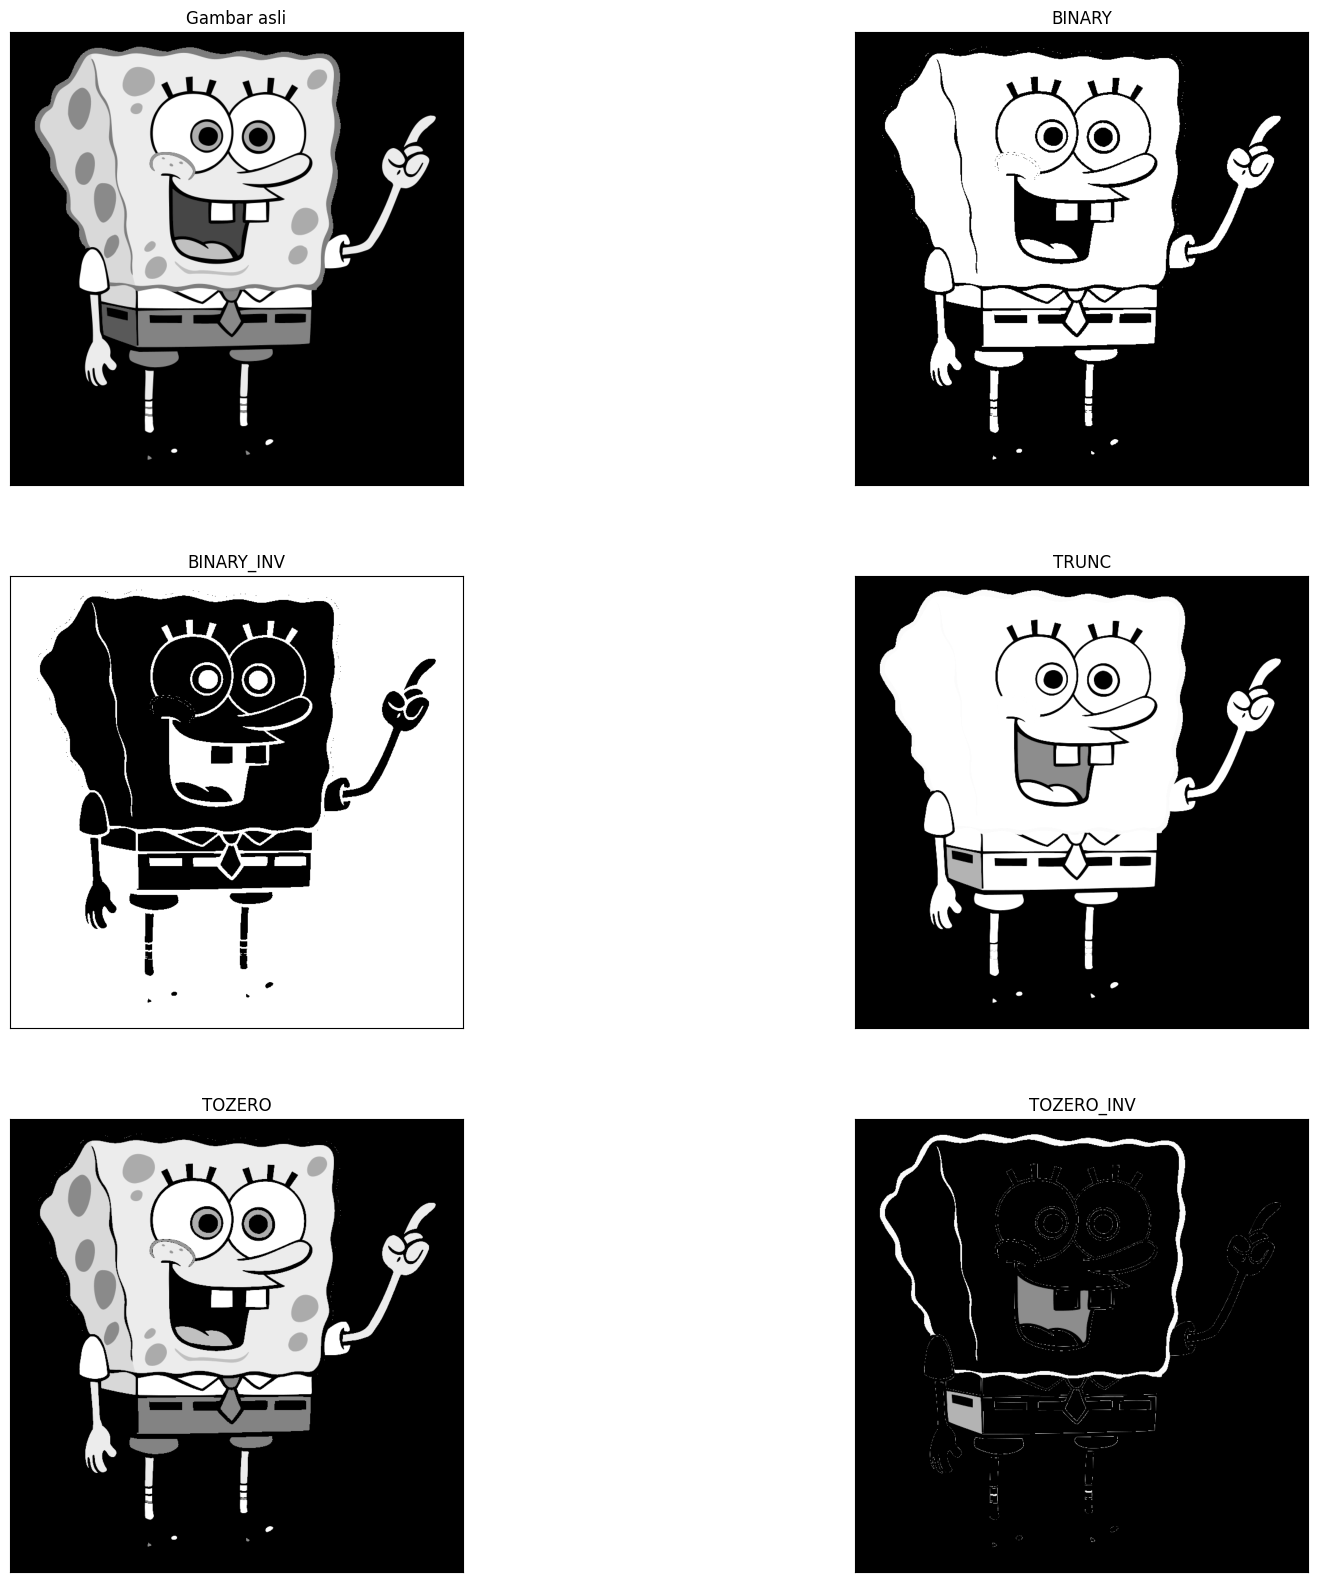 Gambar asli
BINARY
BINARY_INV
TRUNC
TOZERO
TOZERO_INV